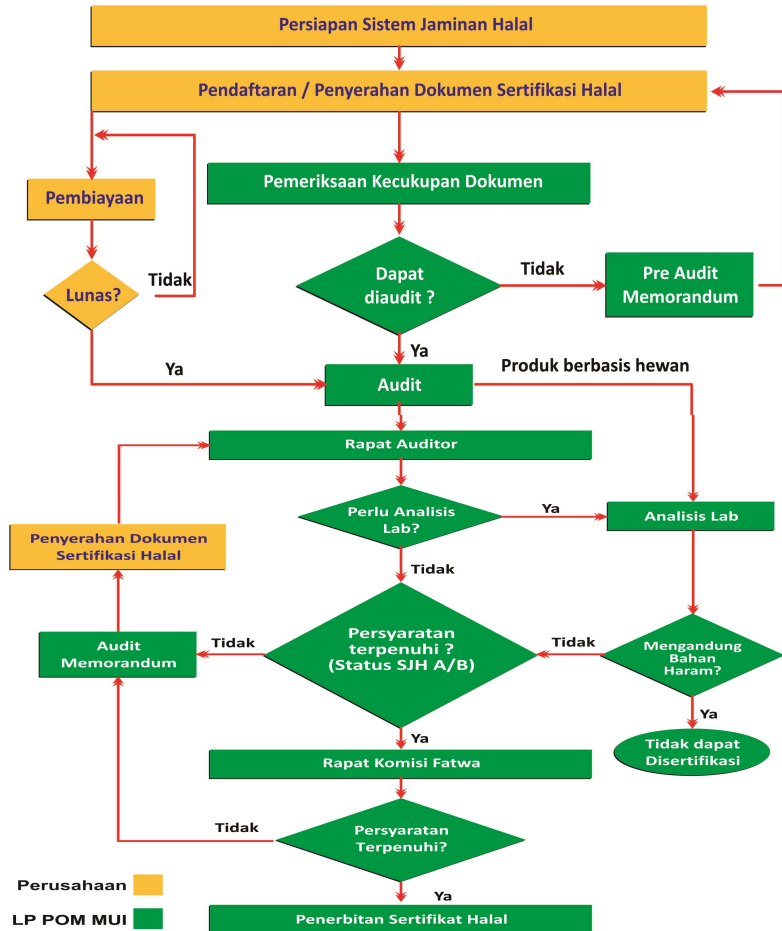 Persiapan Sistem Jaminan Halal
Pendaftaran / Penyerahan Dokumen Sertifikasi Halal
Pembiayaan
Pemeriksaan Kecukupan Dokumen
Lunas?
Tidak
Dapat
diaudit ?
Tidak
Pre Audit
Memorandum
Ya
Ya
Audit
Produk berbasis hewan
Rapat Auditor
Perlu Analisis
Lab?
Ya
Analisis Lab
Penyerahan Dokumen
Sertifikasi Halal
Tidak
Audit
Memorandum
Tidak
Persyaratan
terpenuhi ?
(Status SJH A/B)
Tidak
Mengandung
Bahan
Haram?
Ya
Tidak dapat
Disertifikasi
Ya
Rapat Komisi Fatwa
Tidak
Persyaratan
Terpenuhi?
Ya
Penerbitan Sertifikat Halal
Perusahaan
LP POM MUI